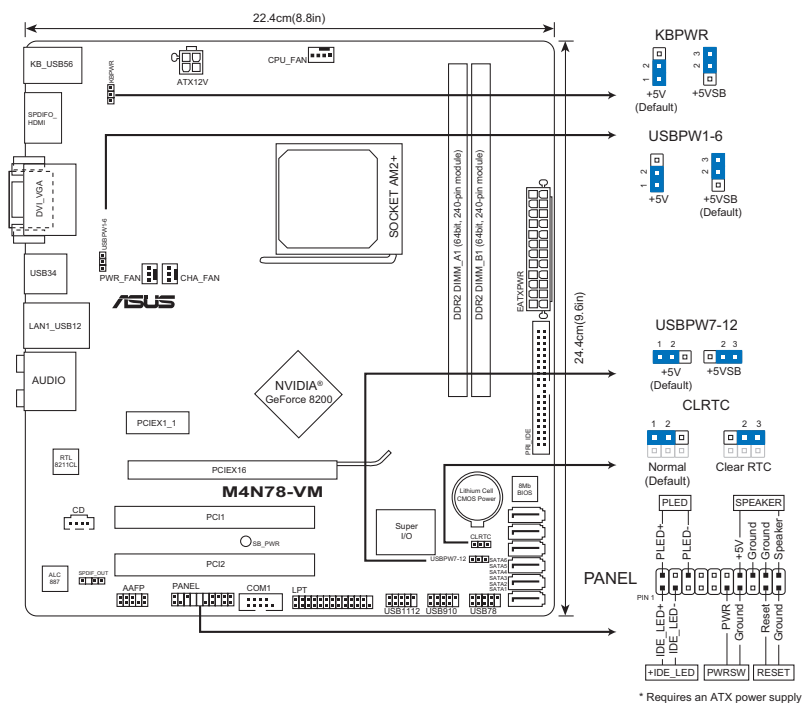 22.4cm(8.8in)
KB_USB56
KBPWR
ATX12V
CPU_FAN
SPDIFO_
HDMI
DVI_VGA
SOCKET AM2+
DDR2 DIMM_A1 (64bit, 240-pin module)
DDR2 DIMM_B1 (64bit, 240-pin module)
EATXPWR
24.4cm(9.6in)
USBPW1-6
USB34
PWR_FAN
CHA_FAN
ASUS
LAN1_USB12
AUDIO
NVIDIA®
GeForce 8200
PCIEX1_1
PRI_IDE
RTL
8211CL
PCIEX16
M4N78-VM
Lithium Cell
CMOS Power
8Mb
BIOS
CD
PCI1
Super
I/O
CLRTC
SB_PWR
USBPW7-12
SATA6
SATA5
SATA4
SATA3
SATA2
SATA1
PCI2
ALC
887
SPDIF_OUT
AAFP
PANEL
COM1
LPT
USB1112
USB910
USB78
KBPWR
1 2
2 3
+5V
(Default)
+5VSB
USBPW1-6
1 2
2 3
+5V
+5VSB
(Default)
USBPW7-12
1 2
2 3
+5V
(Default)
+5VSB
CLRTC
1 2
2 3
Normal
(Default)
Clear RTC
PLED
SPEAKER
PLED+
PLED-
+5V
Ground
Ground
Speaker
PANEL
PIN 1
IDE_LED+
IDE_LED-
PWR
Ground
Reset
Ground
+IDE_LED
PWRSW
RESET
* Requires an ATX power supply